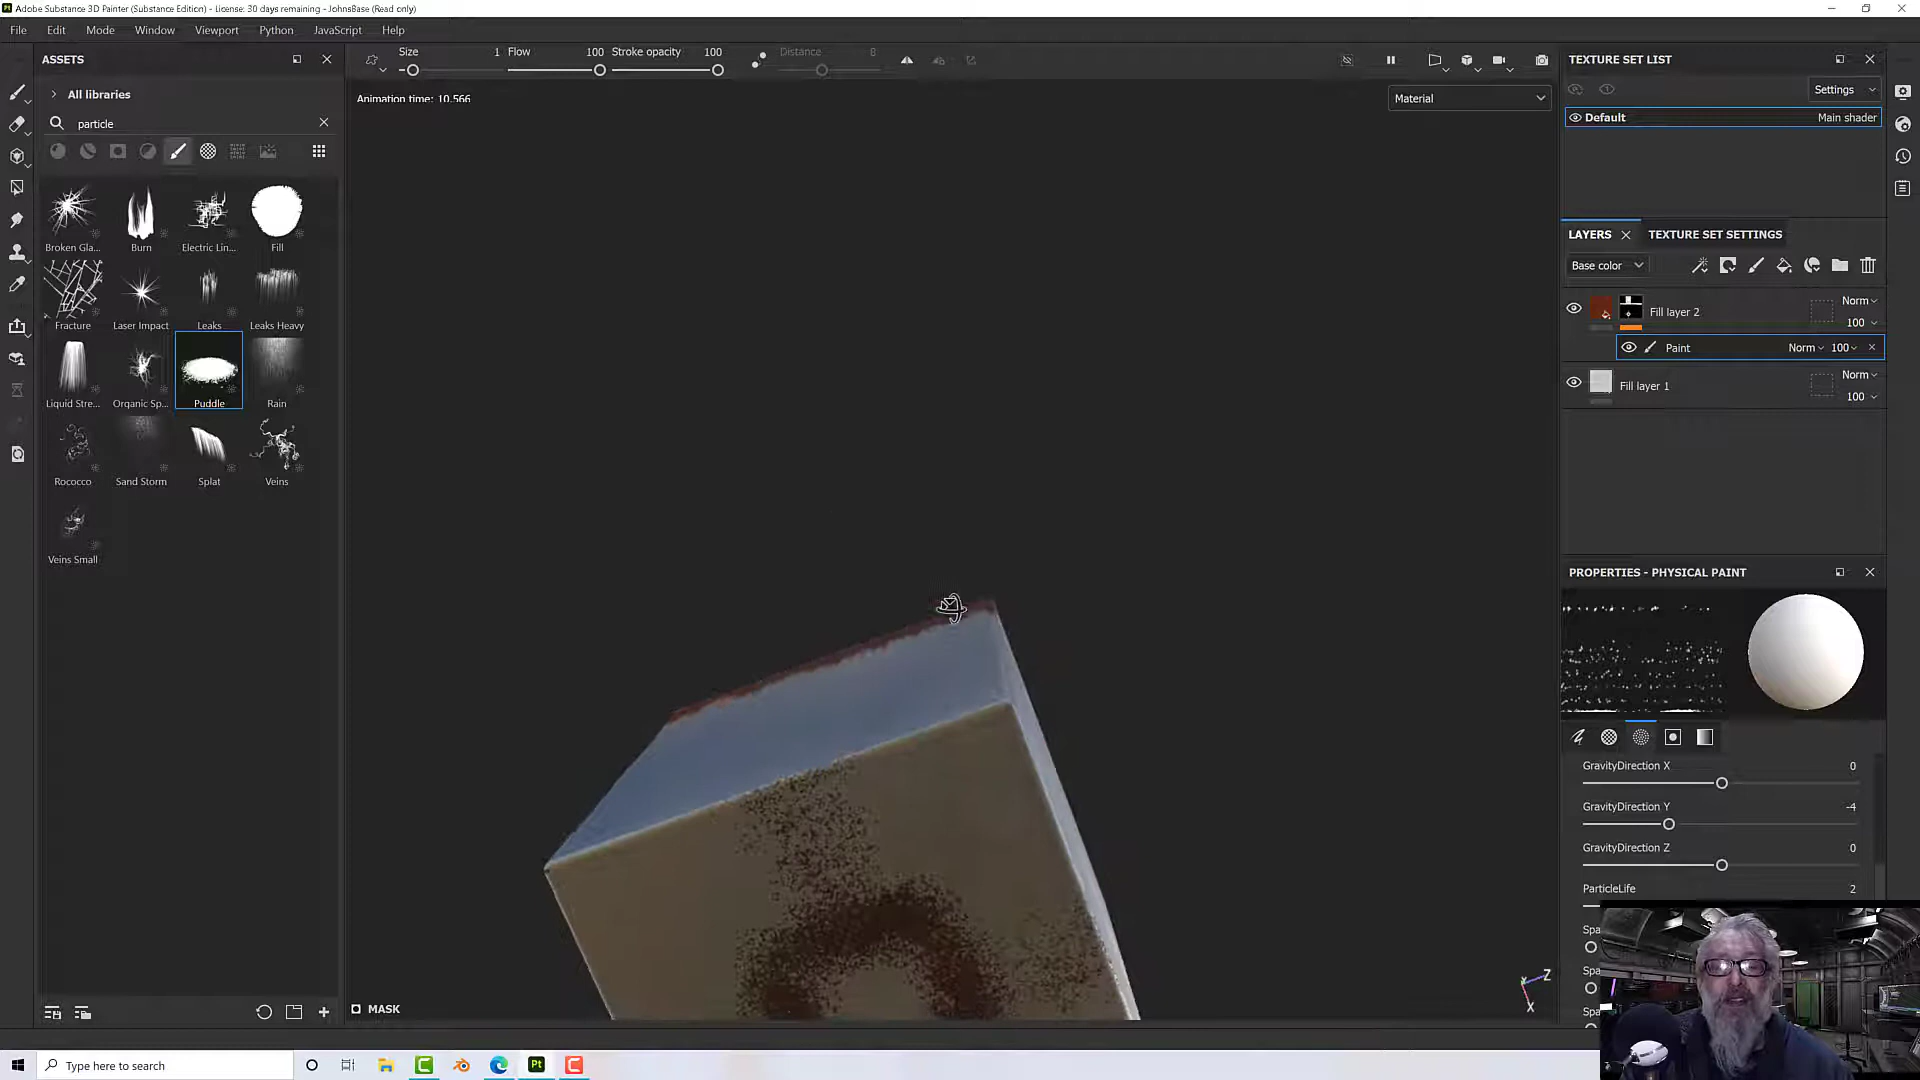 Adobe Substance 3D Painter (Substance Edition) - License: 30 days remaining - JohnsBase (Read only)
File Edit Mode Window Viewport Python JavaScript Help
ASSETS
Size 1 Flow 100 Stroke opacity 100 Distance 8
TEXTURE SET LIST
All libraries
Animation time: 10.566
Material
Settings
particle
Default Main shader
Broken Gla... Burn Electric Lin... Fill
LAYERS TEXTURE SET SETTINGS
Base color
Fill layer 2 Norm 100
Fracture Laser Impact Leaks Leaks Heavy
Paint Norm 100
Fill layer 1 Norm 100
Liquid Stre... Organic Sp... Puddle Rain
Rococco Sand Storm Splat Veins
Veins Small
PROPERTIES - PHYSICAL PAINT
GravityDirection X 0
GravityDirection Y -4
GravityDirection Z 0
ParticleLife 2
Spa
Spa
Spa
Z
Y
X
MASK
Type here to search
Pt